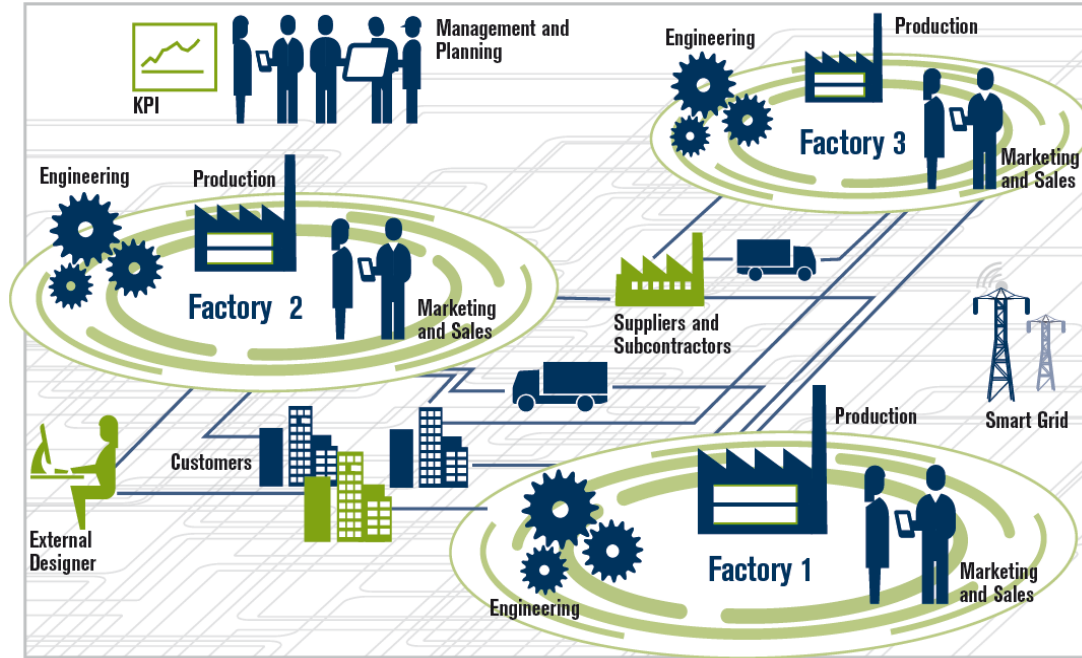 Management and
Planning
KPI
Engineering
Production
Factory 3
Marketing
and Sales
Engineering
Production
Factory 2
Marketing
and Sales
Suppliers and
Subcontractors
Smart Grid
Customers
External
Designer
Production
Factory 1
Engineering
Marketing
and Sales